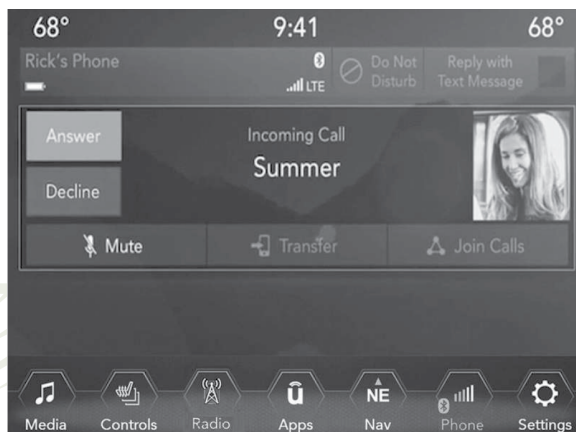 68° 9:41 68°
Rick's Phone
LTE
Do Not Disturb
Reply with Text Message
Answer
Decline
Incoming Call
Summer
Mute Transfer Join Calls
û NE
Media Controls Radio Apps Nav Phone Settings